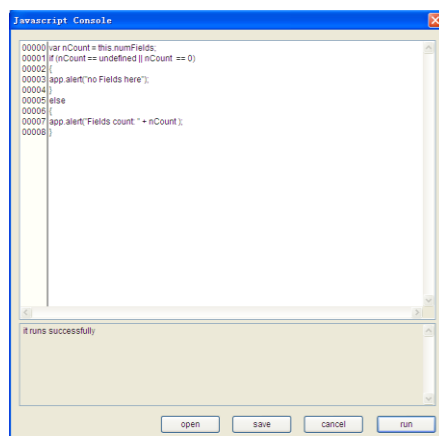 Javascript Console
00000 var nCount = this.numFields;
00001 if (nCount == undefined || nCount == 0)
00002 {
00003 app.alert("no Fields here");
00004 }
00005 else
00006 {
00007 app.alert("Fields count: " + nCount );
00008 }
it runs successfully
open save cancel run